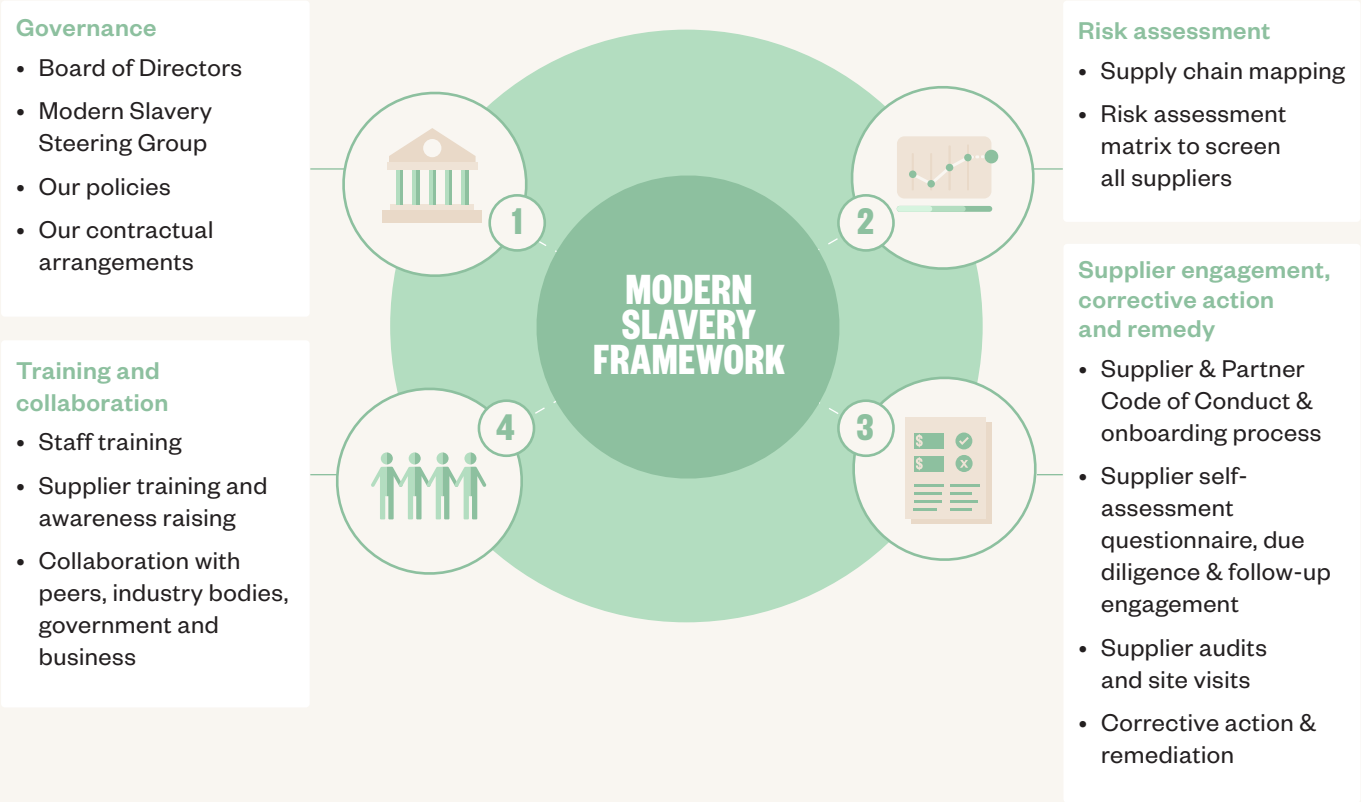 Governance
• Board of Directors
• Modern Slavery
Steering Group
• Our policies
• Our contractual
arrangements
1
Risk assessment
• Supply chain mapping
• Risk assessment
matrix to screen
all suppliers
2
MODERN
SLAVERY
FRAMEWORK
Supplier engagement,
corrective action
and remedy
• Supplier & Partner
Code of Conduct &
onboarding process
• Supplier self-
assessment
questionnaire, due
diligence & follow-up
engagement
• Supplier audits
and site visits
• Corrective action &
remediation
3
$
$
Training and
collaboration
• Staff training
• Supplier training and
awareness raising
• Collaboration with
peers, industry bodies,
government and
business
4